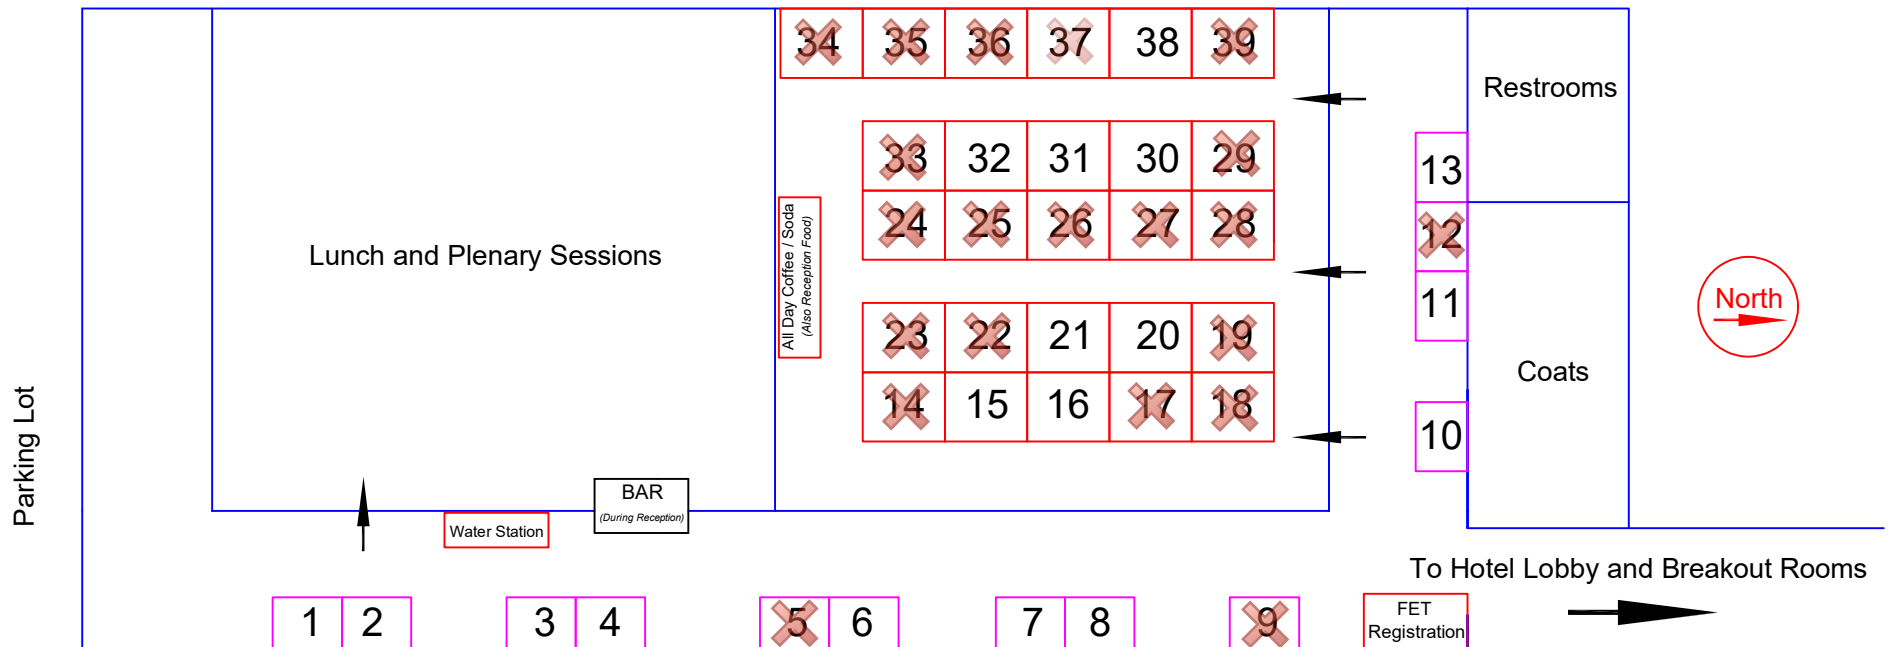 34 35 36 37 38 39
Restrooms
33 32 31 30 29
13
24 25 26 27 28
12
Lunch and Plenary Sessions
All Day Coffee / Soda
(Also Reception Food)
11
North
23 22 21 20 19
Coats
14 15 16 17 18
10
Parking Lot
BAR
(During Reception)
Water Station
To Hotel Lobby and Breakout Rooms
1 2 3 4 5 6 7 8 9
FET
Registration